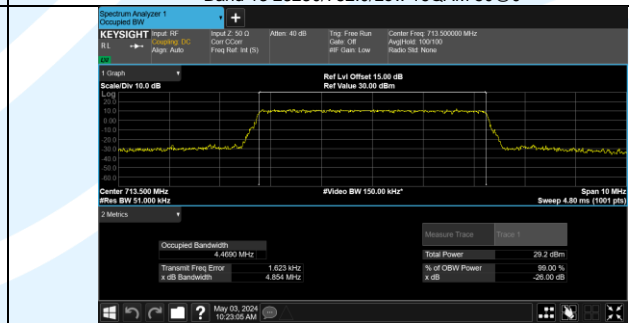 Spectrum Analyzer 1
Occupied BW
+
KEYSIGHT Input: RF Input Z: 50 Ω Atten: 40 dB Trig: Free Run Center Freq: 713.500000 MHz
RL Coupling: DC Corr CCorr Gate: Off Avg|Hold: 100/100
Align: Auto Freq Ref: Int (S) #IF Gain: Low Radio Std: None
1 Graph
Ref Lvl Offset 15.00 dB
Scale/Div 10.0 dB Ref Value 30.00 dBm
Log
20.0
10.0
0.00
-10.0
-20.0
-30.0
-40.0
-50.0
-60.0
Center 713.500 MHz #Video BW 150.00 kHz* Span 10 MHz
#Res BW 51.000 kHz Sweep 4.80 ms (1001 pts)
2 Metrics
Measure Trace Trace 1
Occupied Bandwidth
4.4690 MHz Total Power 29.2 dBm
Transmit Freq Error 1.623 kHz % of OBW Power 99.00 %
x dB Bandwidth 4.854 MHz x dB -26.00 dB
? May 03, 2024
10:23:05 AM